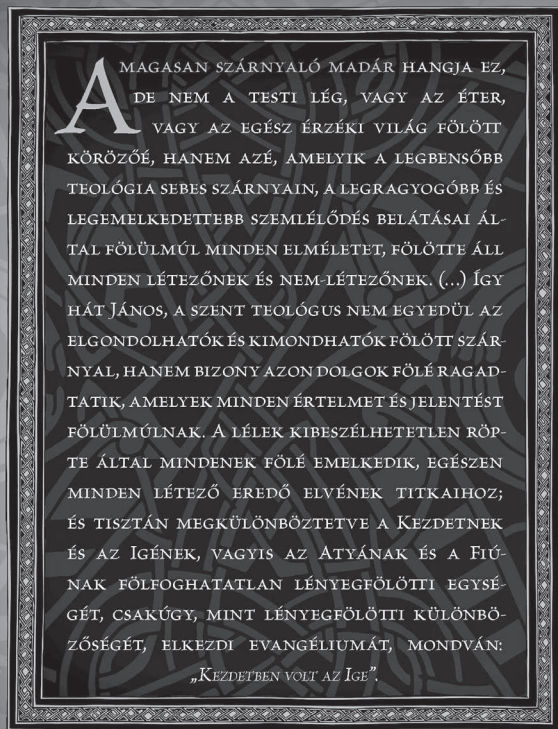 A MAGASAN SZÁRNYALÓ MADÁR HANGJA EZ,
DE NEM A TESTI LÉG, VAGY AZ ÉTER,
VAGY AZ EGÉSZ ÉRZÉKI VILÁG FÖLÖTT
KÖRÖZŐÉ, HANEM AZÉ, AMELYIK A LEGBENSŐBB
TEOLÓGIA SEBES SZÁRNYAIN, A LEGRAGYOGÓBB ÉS
LEGEMELKEDETTEBB SZEMLÉLŐDÉS BELÁTÁSAI ÁL-
TAL FÖLÜLMÚL MINDEN ELMÉLETET, FÖLÖTTE ÁLL
MINDEN LÉTEZŐNEK ÉS NEM-LÉTEZŐNEK. (...) ÍGY
HÁT JÁNOS, A SZENT TEOLÓGUS NEM EGYEDÜL AZ
ELGONDOLHATÓK ÉS KIMONDHATÓK FÖLÖTT SZÁR-
NYAL, HANEM BIZONY AZON DOLGOK FÖLÉ RAGAD-
TATIK, AMELYEK MINDEN ÉRTELMET ÉS JELENTÉST
FÖLÜLMÚLNAK. A LÉLEK KIBESZÉLHETETLEN RÖP-
TE ÁLTAL MINDENEK FÖLÉ EMELKEDIK, EGÉSZEN
MINDEN LÉTEZŐ EREDŐ ELVÉNEK TITKAIHOZ;
ÉS TISZTÁN MEGKÜLÖNBÖZTETVE A KEZDETNEK
ÉS AZ IGÉNEK, VAGYIS AZ ATYÁNAK ÉS A FIÚ-
NAK FÖLFOGHATATLAN LÉNYEGFÖLÖTTI EGYSÉ-
GÉT, CSAKÚGY, MINT LÉNYEGFÖLÖTTI KÜLÖNBÖ-
ZŐSÉGÉT, ELKEZDI EVANGÉLIUMÁT, MONDVÁN:
„KEZDETBEN VOLT AZ IGE”.